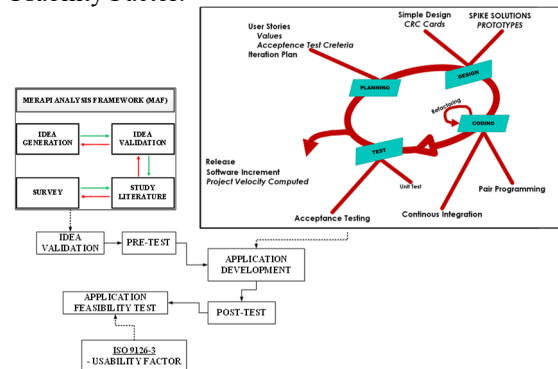 Usability Factor.
User Stories
Values
Acceptence Test Creteria
Iteration Plan
Simple Design
CRC Cards
SPIKE SOLUTIONS
PROTOTYPES
PLANNING
DESIGN
Refactoring
CODING
TEST
Release
Software Increment
Project Velocity Computed
Unit Test
Acceptance Testing
Continous Integration
Pair Programming
MERAPI ANALYSIS FRAMEWORK (MAF)
IDEA
GENERATION
IDEA
VALIDATION
SURVEY
STUDY
LITERATURE
IDEA
VALIDATION
PRE-TEST
APPLICATION
DEVELOPMENT
POST-TEST
APPLICATION
FEASIBILITY TEST
ISO 9126-3
- USABILITY FACTOR